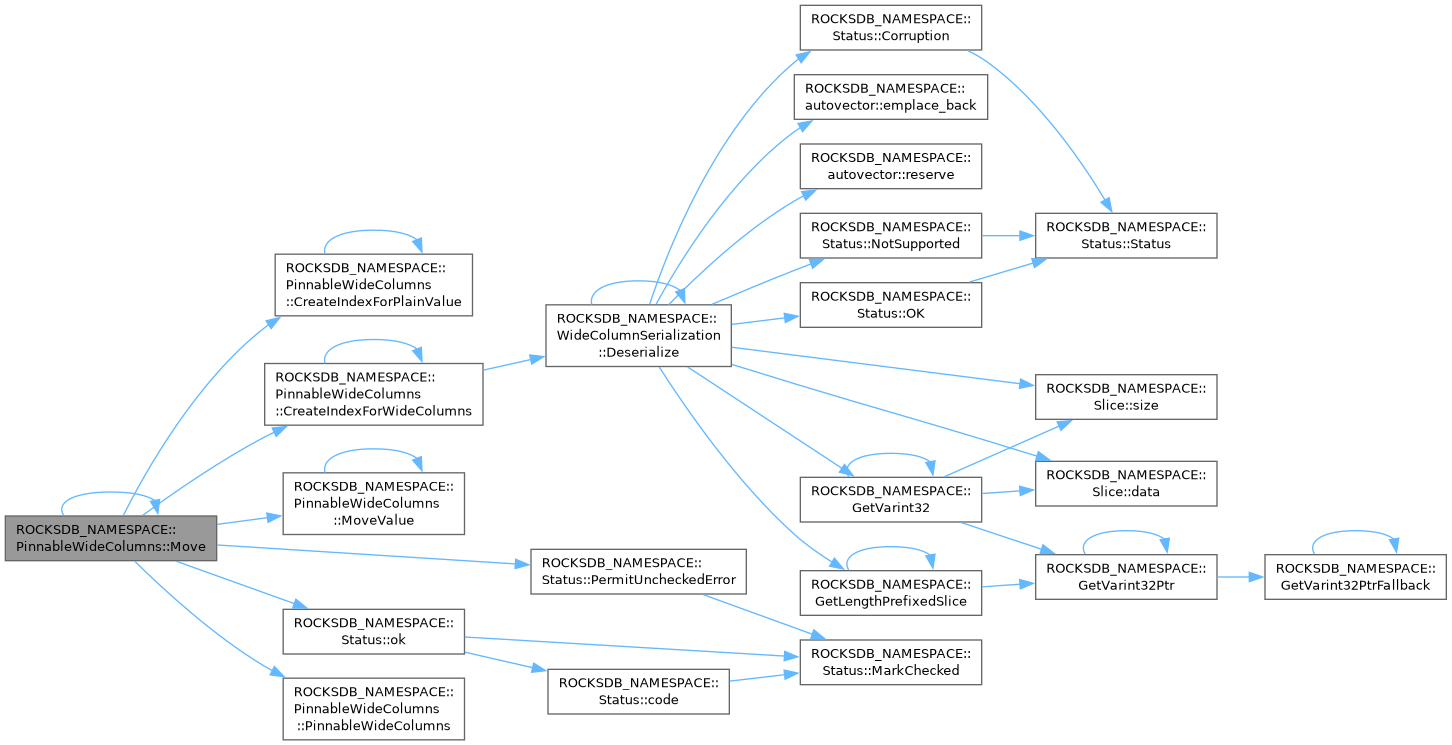 ROCKSDB_NAMESPACE::
Status::Corruption
ROCKSDB_NAMESPACE::
autovector::emplace_back
ROCKSDB_NAMESPACE::
autovector::reserve
ROCKSDB_NAMESPACE::
Status::NotSupported
ROCKSDB_NAMESPACE::
Status::Status
ROCKSDB_NAMESPACE::
PinnableWideColumns
::CreateIndexForPlainValue
ROCKSDB_NAMESPACE::
Status::OK
ROCKSDB_NAMESPACE::
WideColumnSerialization
::Deserialize
ROCKSDB_NAMESPACE::
PinnableWideColumns
::CreateIndexForWideColumns
ROCKSDB_NAMESPACE::
Slice::size
ROCKSDB_NAMESPACE::
Slice::data
ROCKSDB_NAMESPACE::
PinnableWideColumns
::MoveValue
ROCKSDB_NAMESPACE::
GetVarint32
ROCKSDB_NAMESPACE::
PinnableWideColumns::Move
ROCKSDB_NAMESPACE::
Status::PermitUncheckedError
ROCKSDB_NAMESPACE::
GetLengthPrefixedSlice
ROCKSDB_NAMESPACE::
GetVarint32Ptr
ROCKSDB_NAMESPACE::
GetVarint32PtrFallback
ROCKSDB_NAMESPACE::
Status::ok
ROCKSDB_NAMESPACE::
Status::MarkChecked
ROCKSDB_NAMESPACE::
Status::code
ROCKSDB_NAMESPACE::
PinnableWideColumns
::PinnableWideColumns